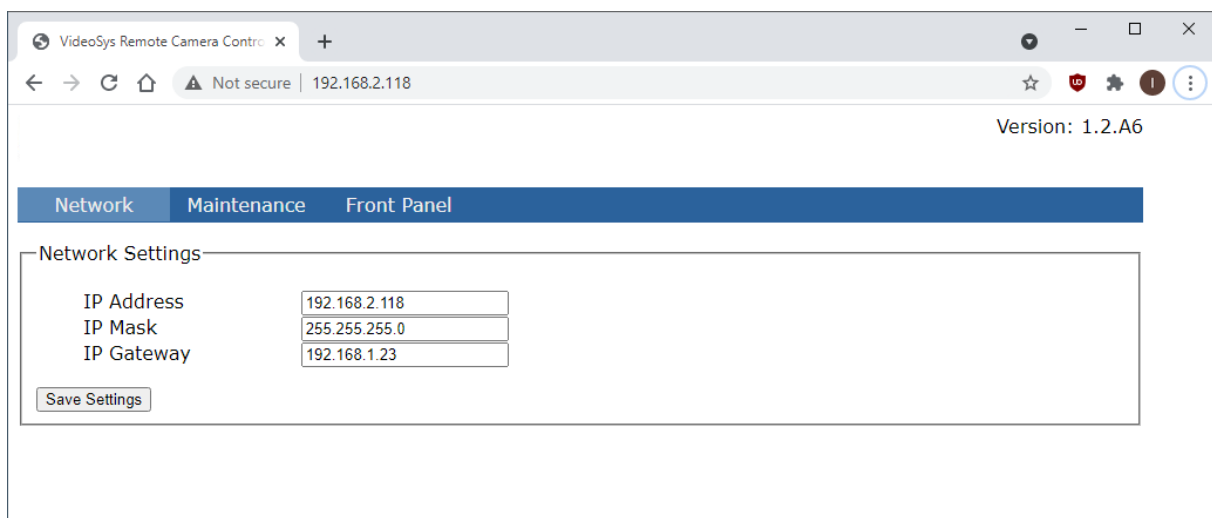 VideoSys Remote Camera Contro
Not secure | 192.168.2.118
Version: 1.2.A6
Network Maintenance Front Panel
Network Settings
IP Address 192.168.2.118
IP Mask 255.255.255.0
IP Gateway 192.168.1.23
Save Settings